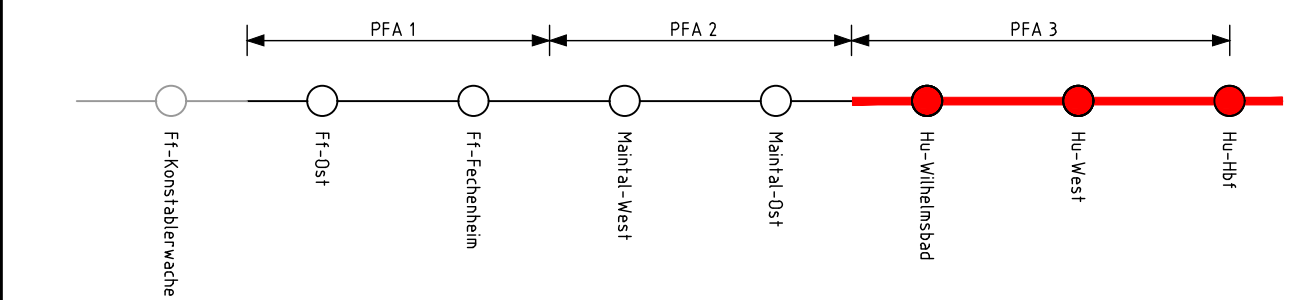 PFA 1
PFA 2
PFA 3
Ff-Konstablerwache
Ff-Ost
Ff-Fechenheim
Maintal-West
Maintal-Ost
Hu-Wilhelmsbad
Hu-West
Hu-Hbf